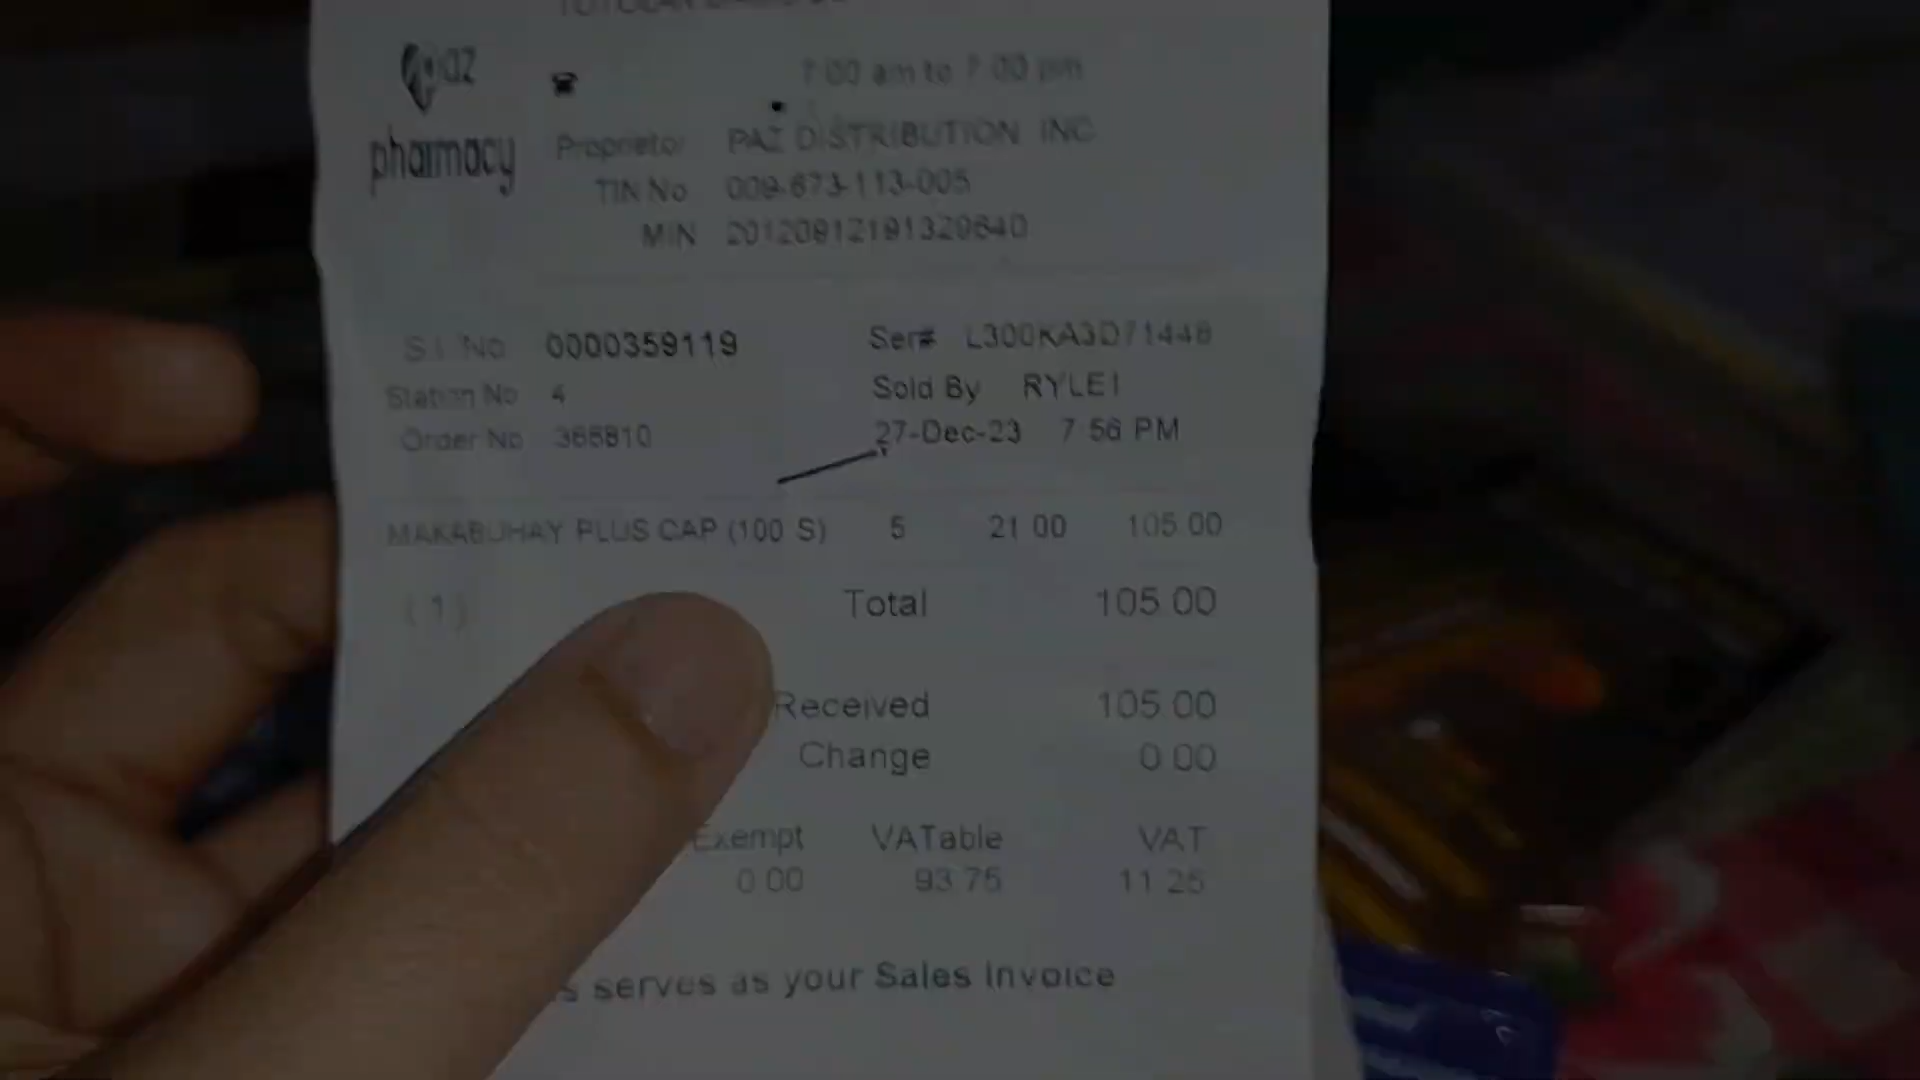 Paz pharmacy
7:00 am to 7:00 pm
Proprietor PAZ DISTRIBUTION INC
TIN No 009-673-113-005
MIN 20120912191329640
S.I. No 0000359119 Ser# L300KA3D71448
Station No 4 Sold By RYLE1
Order No 366810 27-Dec-23 7:56 PM
MAKABUHAY PLUS CAP (100 S) 5 21.00 105.00
(1) Total 105.00
Received 105.00
Change 0.00
Exempt VATable VAT
0.00 93.75 11.25
serves as your Sales Invoice